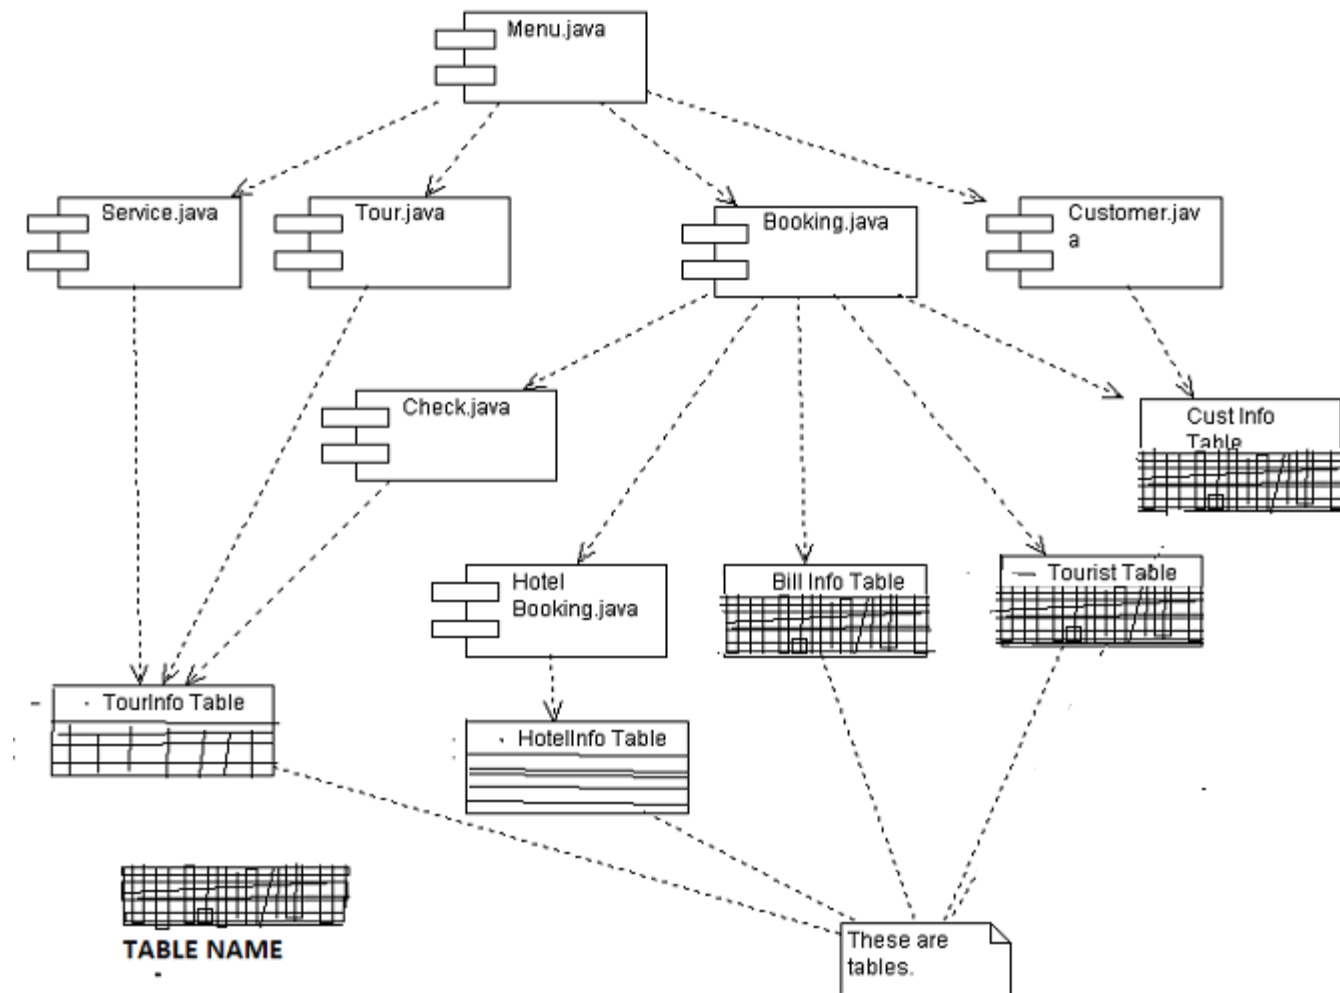 Menu.java
Service.java
Tour.java
Booking.java
Customer.jav
a
Check.java
Cust Info
Table
Hotel
Booking.java
Bill Info Table
Tourist Table
TourInfo Table
HotelInfo Table
TABLE NAME
These are
tables.